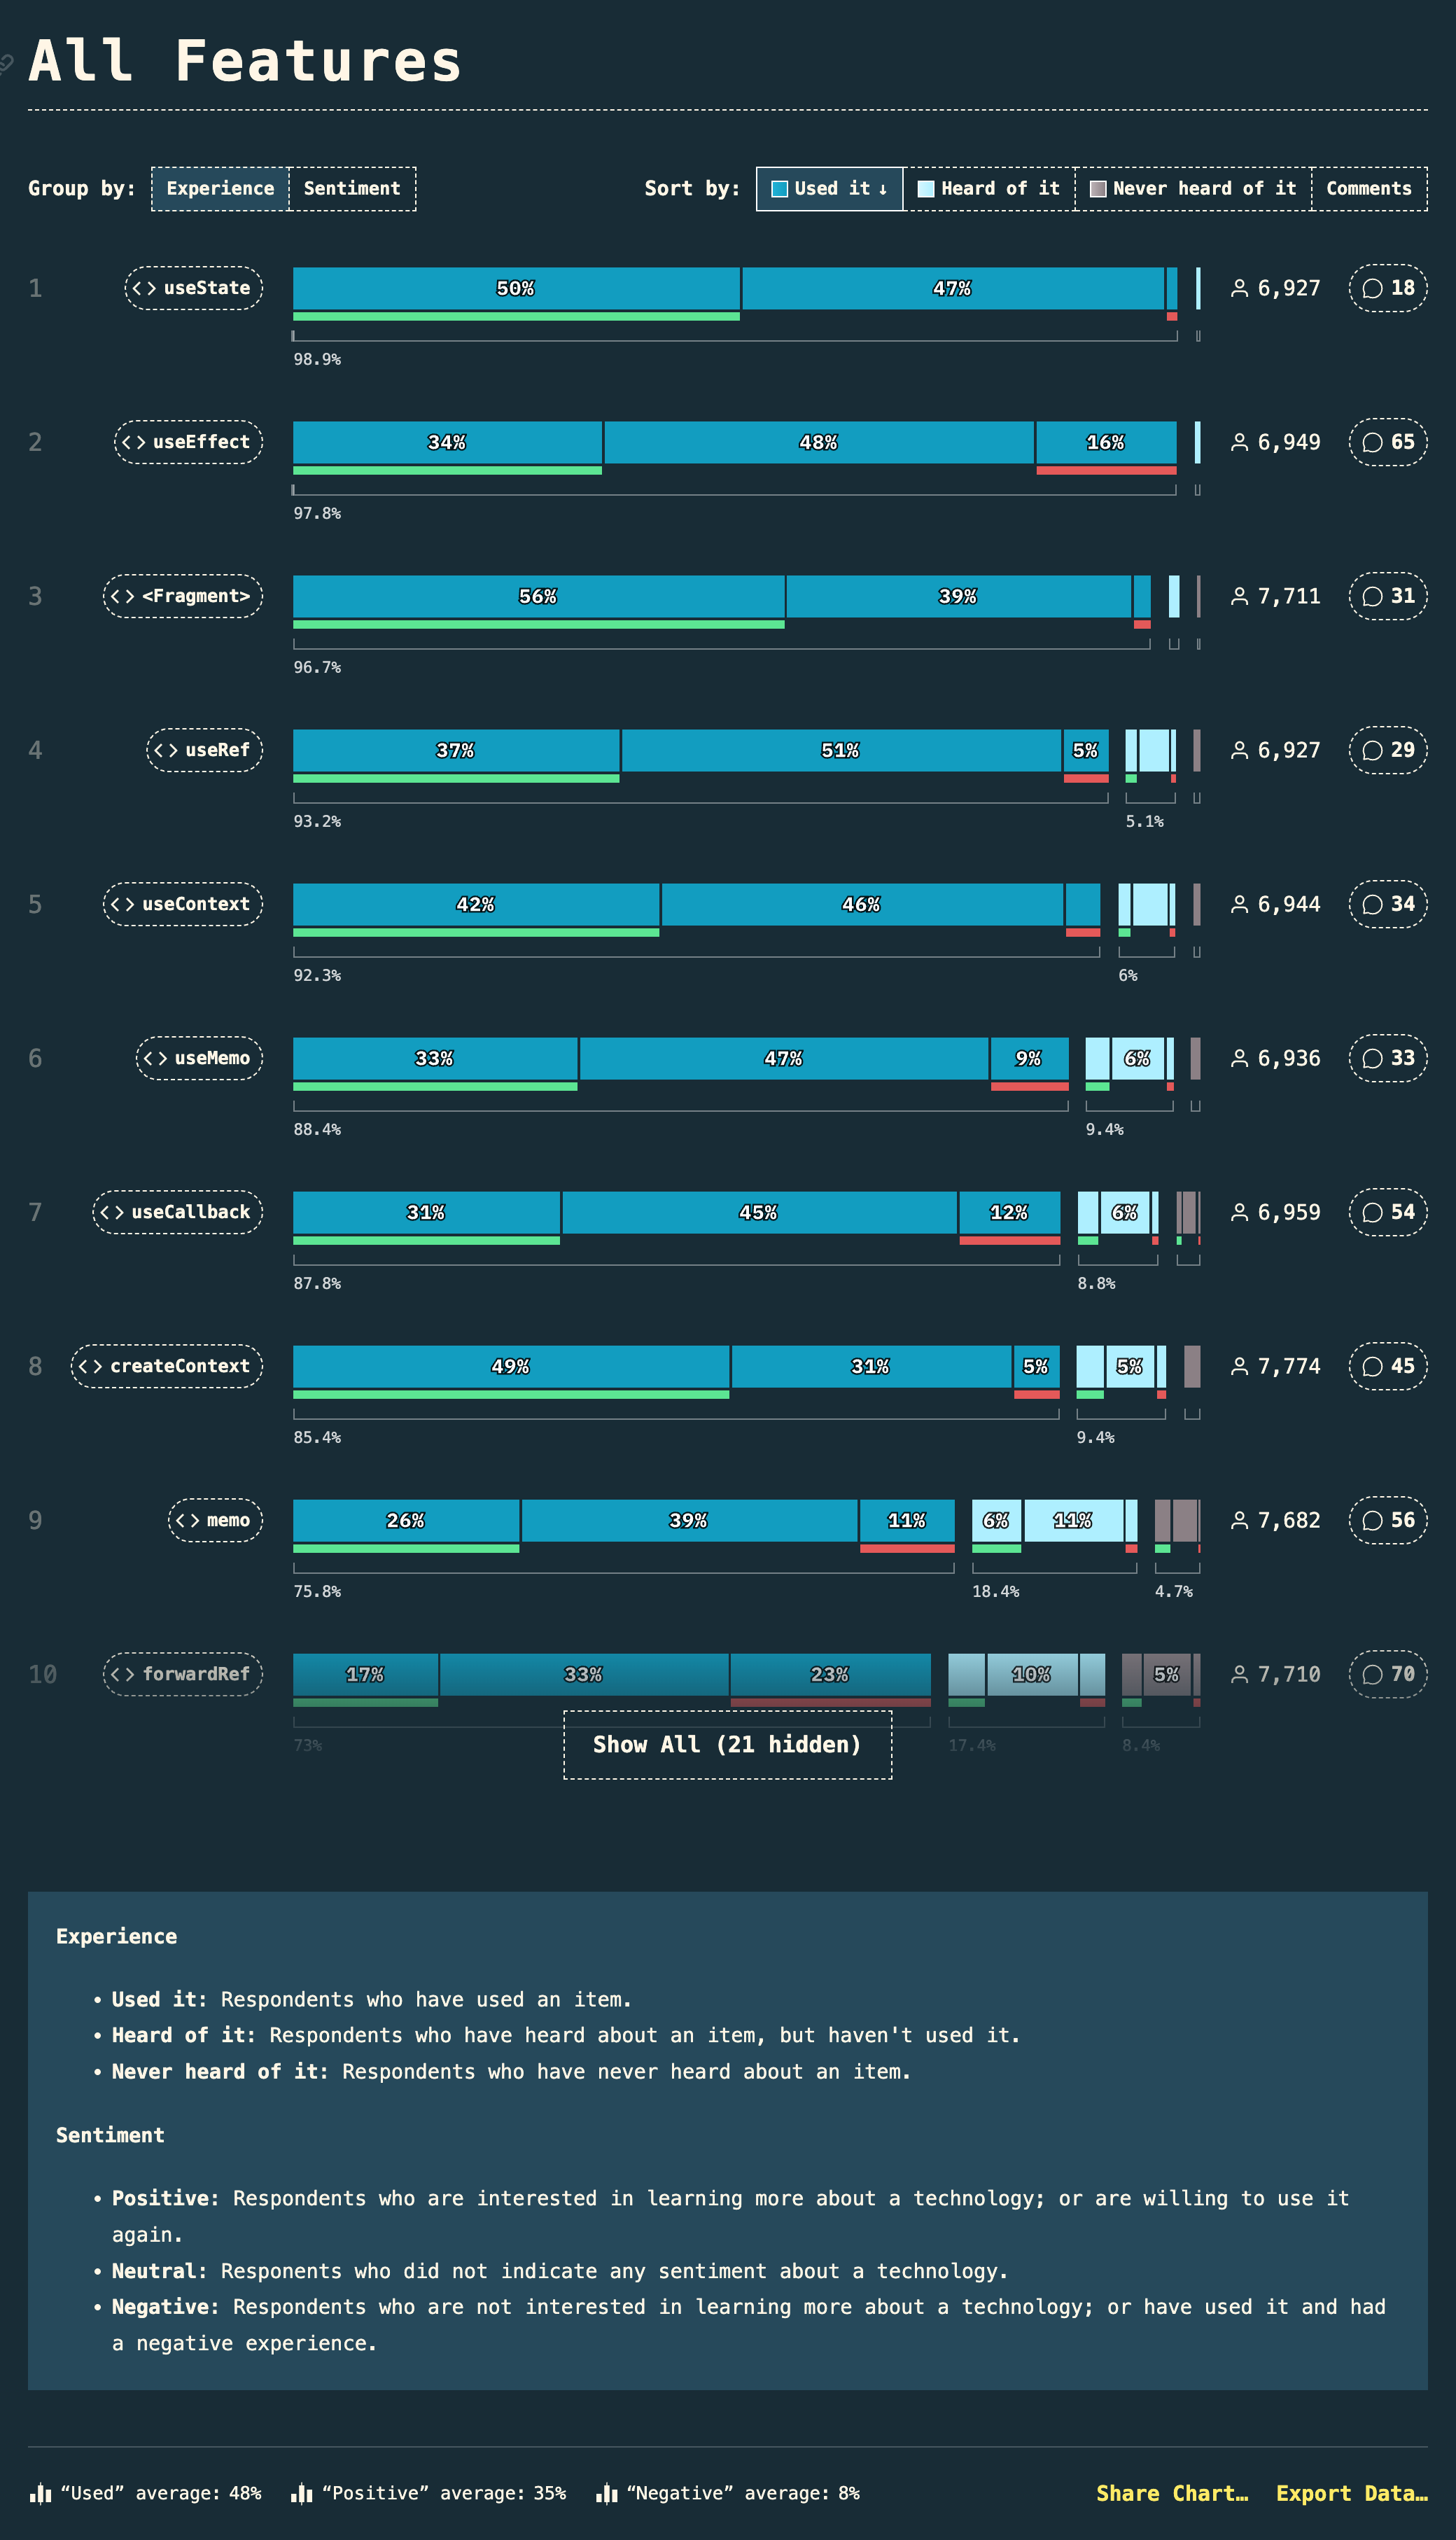 All Features
Group by: Experience Sentiment Sort by: Used it ↓ Heard of it Never heard of it Comments
1 <> useState 50% 47% 6,927 18
98.9%
2 <> useEffect 34% 48% 16% 6,949 65
97.8%
3 <> <Fragment> 56% 39% 7,711 31
96.7%
4 <> useRef 37% 51% 5% 6,927 29
93.2% 5.1%
5 <> useContext 42% 46% 6,944 34
92.3% 6%
6 <> useMemo 33% 47% 9% 6% 6,936 33
88.4% 9.4%
7 <> useCallback 31% 45% 12% 6% 6,959 54
87.8% 8.8%
8 <> createContext 49% 31% 5% 5% 7,774 45
85.4% 9.4%
9 <> memo 26% 39% 11% 6% 11% 7,682 56
75.8% 18.4% 4.7%
10 <> forwardRef 17% 33% 23% 10% 5% 7,710 70
73% Show All (21 hidden) 17.4% 8.4%
Experience
• Used it: Respondents who have used an item.
• Heard of it: Respondents who have heard about an item, but haven't used it.
• Never heard of it: Respondents who have never heard about an item.
Sentiment
• Positive: Respondents who are interested in learning more about a technology; or are willing to use it
again.
• Neutral: Responents who did not indicate any sentiment about a technology.
• Negative: Respondents who are not interested in learning more about a technology; or have used it and had
a negative experience.
“Used” average: 48% “Positive” average: 35% “Negative” average: 8% Share Chart… Export Data…